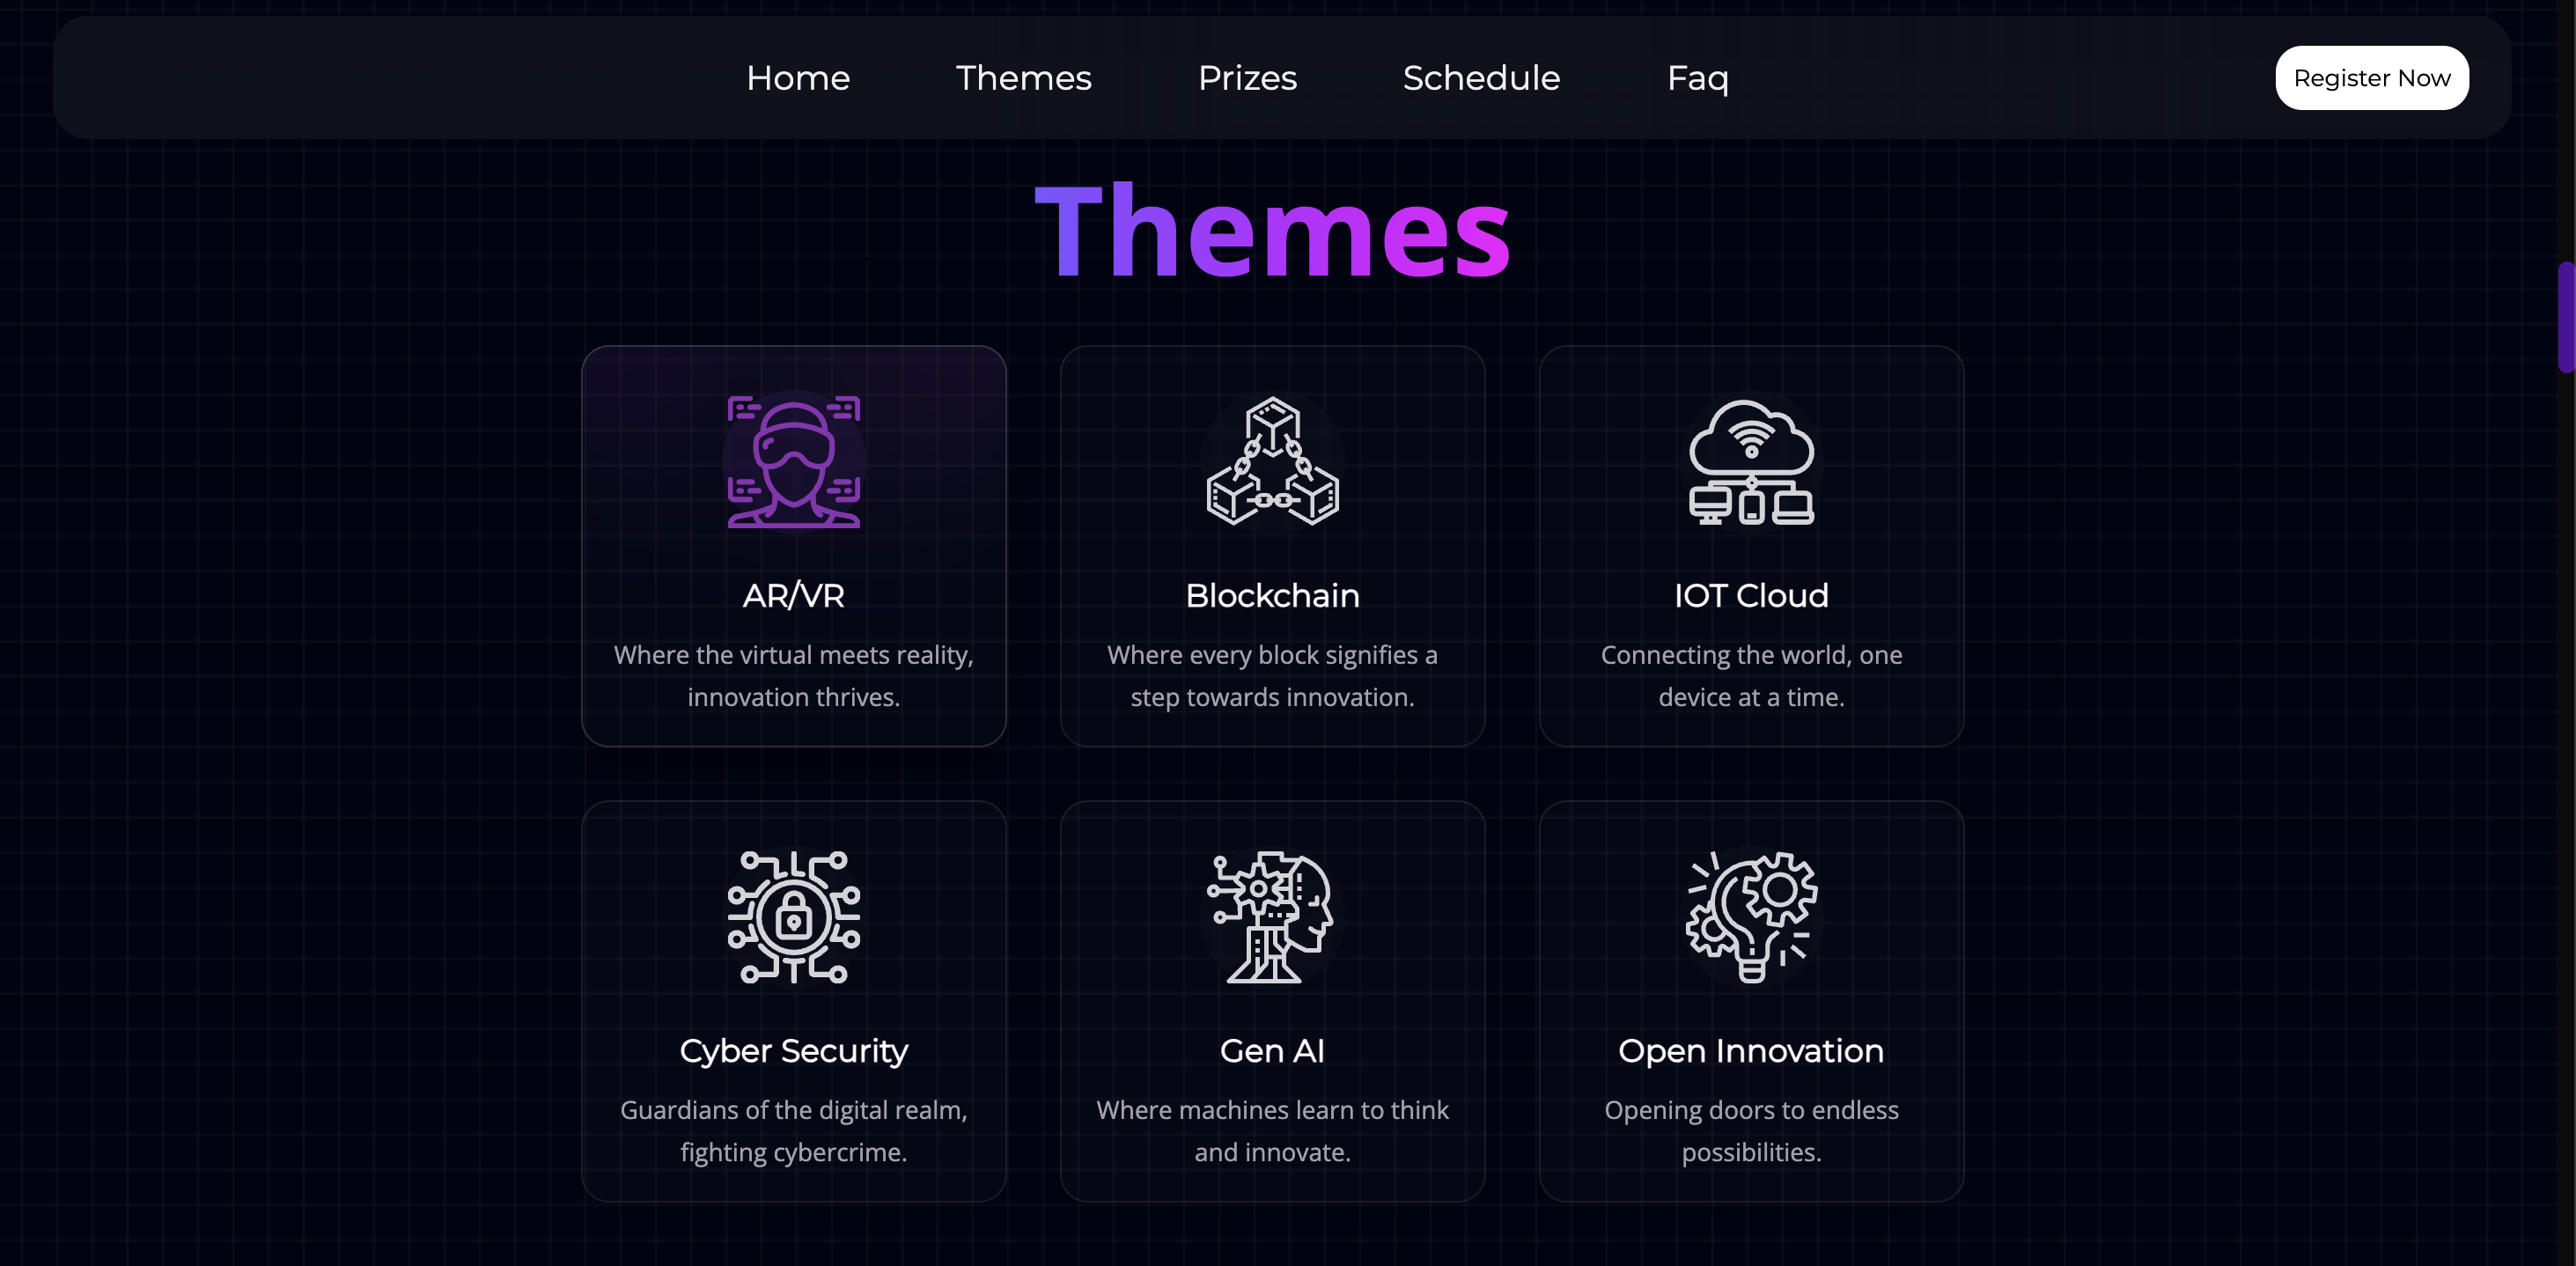 Home Themes Prizes Schedule Faq Register Now
Themes
AR/VR
Where the virtual meets reality,
innovation thrives.
Blockchain
Where every block signifies a
step towards innovation.
IOT Cloud
Connecting the world, one
device at a time.
Cyber Security
Guardians of the digital realm,
fighting cybercrime.
Gen AI
Where machines learn to think
and innovate.
Open Innovation
Opening doors to endless
possibilities.